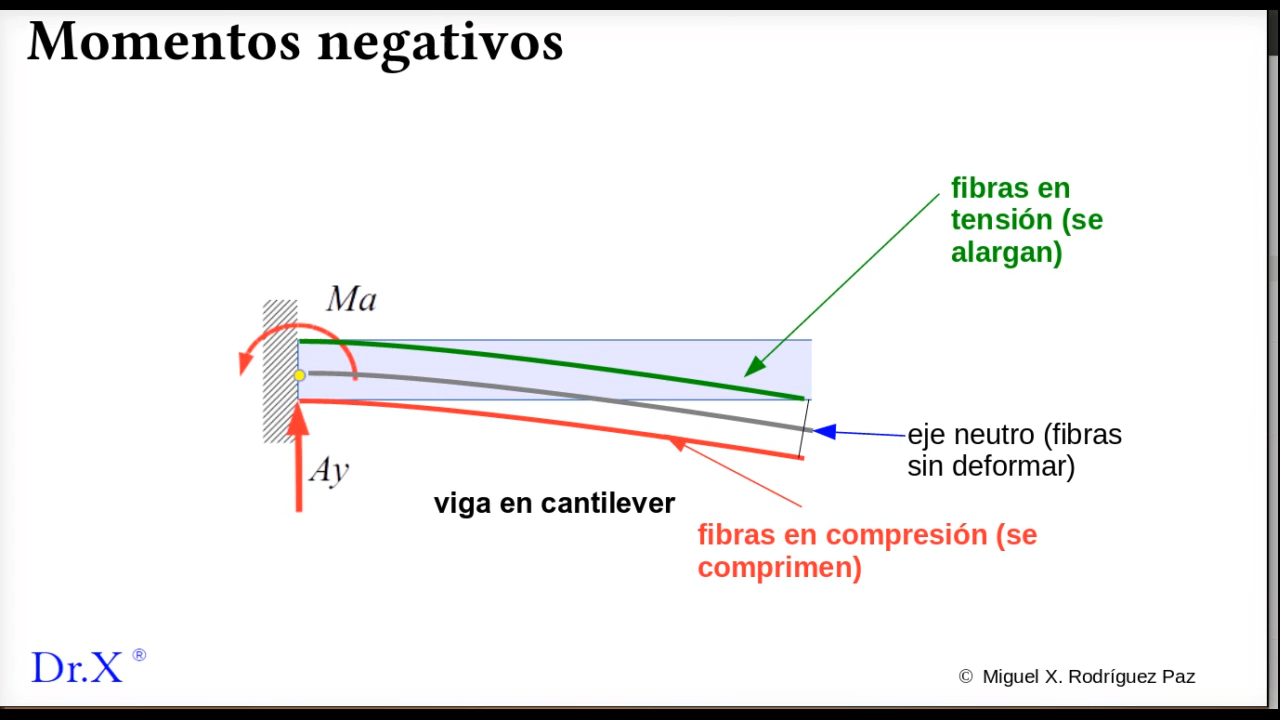 Momentos negativos
fibras en
tensión (se
alargan)
Ma
eje neutro (fibras
sin deformar)
Ay
viga en cantilever
fibras en compresión (se
comprimen)
Dr.X ®
© Miguel X. Rodríguez Paz